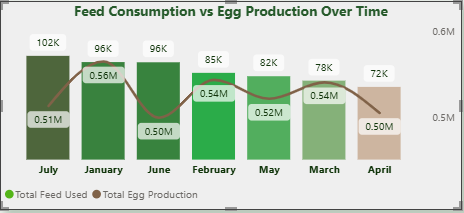 Feed Consumption vs Egg Production Over Time
0.6M
102K 96K 96K 85K 82K 78K 72K
0.51M 0.56M 0.50M 0.54M 0.52M 0.54M 0.50M
0.5M
July January June February May March April
Total Feed Used Total Egg Production